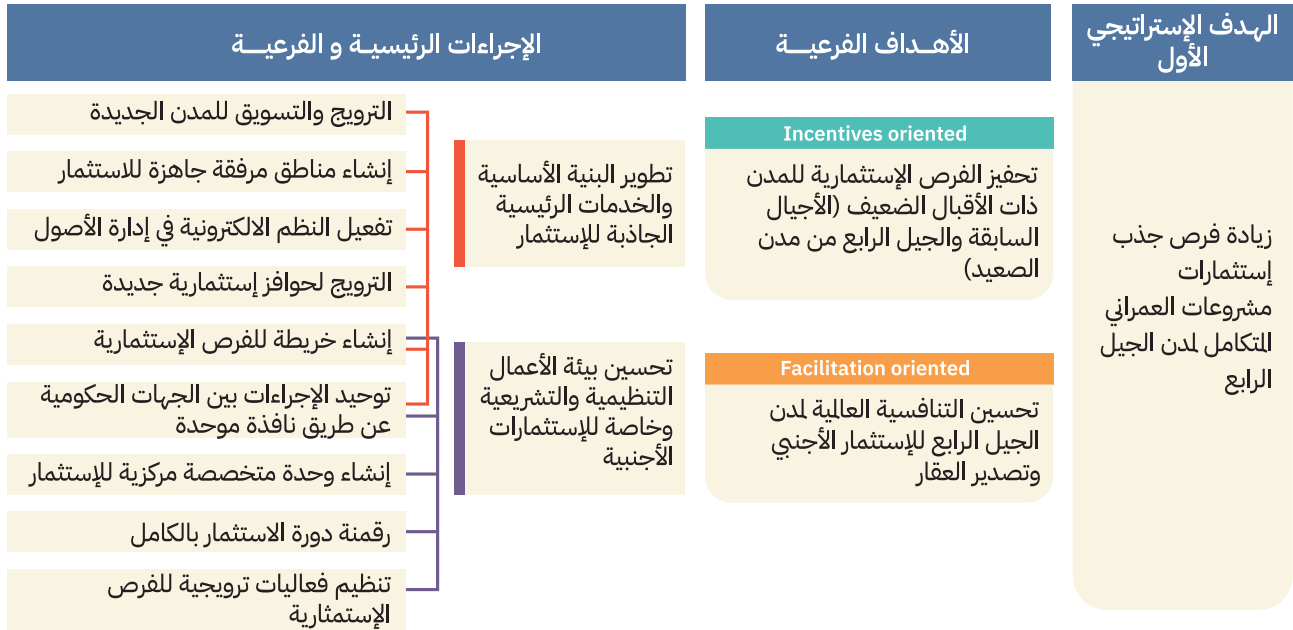 الهدف الإستراتيجي
الأول
زيادة فرص جذب
إستثمارات
مشروعات العمراني
المتكامل لمدن الجيل
الرابع
الأهــداف الفرعيـــة
Incentives oriented
تحفيز الفرص الإستثمارية للمدن
ذات الأقبال الضعيف (الأجيال
السابقة والجيل الرابع من مدن
الصعيد)
Facilitation oriented
تحسين التنافسية العالمية لمدن
الجيل الرابع للإستثمار الأجنبي
وتصدير العقار
الإجراءات الرئيسيــة و الفرعيـــة
تطوير البنية الأساسية
والخدمات الرئيسية
الجاذبة للإستثمار
تحسين بيئة الأعمال
التنظيمية والتشريعية
وخاصة للإستثمارات
الأجنبية
الترويج والتسويق للمدن الجديدة
إنشاء مناطق مرفقة جاهزة للاستثمار
تفعيل النظم الالكترونية في إدارة الأصول
الترويج لحوافز إستثمارية جديدة
إنشاء خريطة للفرص الإستثمارية
توحيد الإجراءات بين الجهات الحكومية
عن طريق نافذة موحدة
إنشاء وحدة متخصصة مركزية للإستثمار
رقمنة دورة الاستثمار بالكامل
تنظيم فعاليات ترويجية للفرص
الإستمثارية